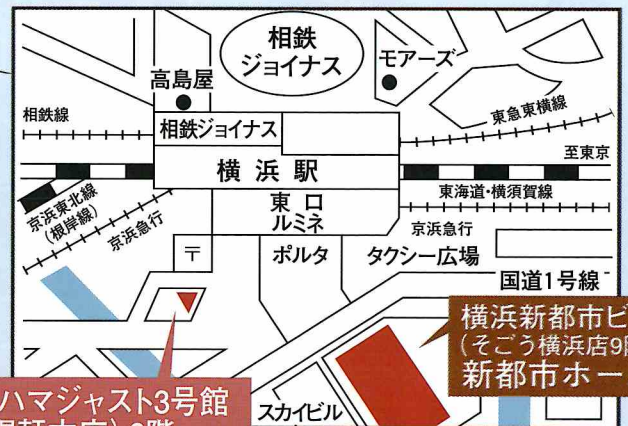 相鉄
ジョイナス
モアーズ
高島屋
相鉄線
東急東横線
相鉄ジョイナス
至東京
横浜駅
東海道・横須賀線
京浜東北線
(根岸線)
京浜急行
東口
ルミネ
京浜急行
〒
ポルタ
タクシー広場
国道1号線
横浜新都市ビ
(そごう横浜店9
新都市ホー
ハマジャスト3号館
スカイビル